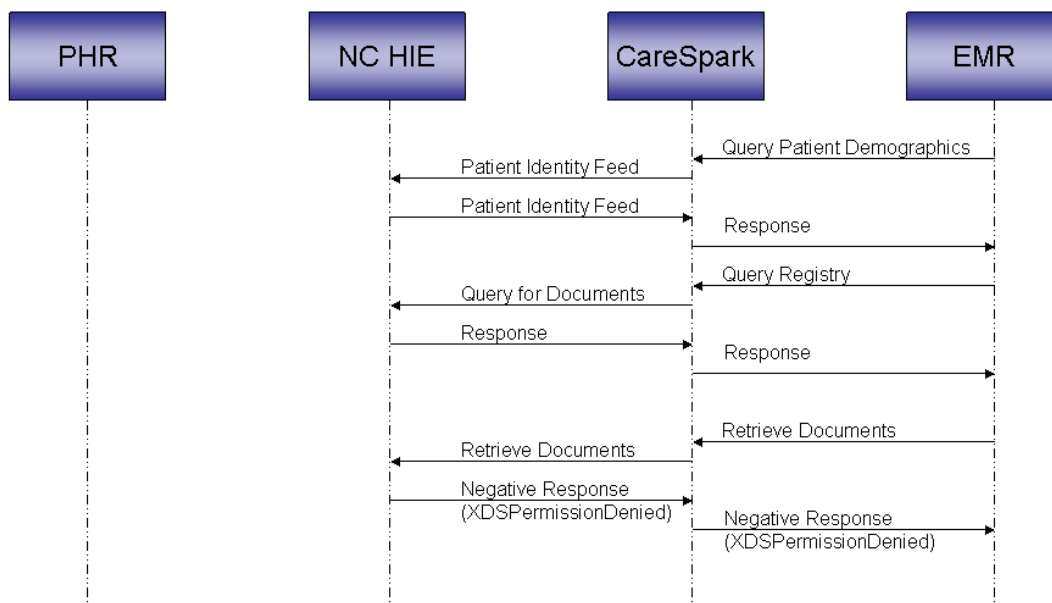 PHR
NC HIE
CareSpark
EMR
Query Patient Demographics
Patient Identity Feed
Patient Identity Feed
Response
Query Registry
Query for Documents
Response
Response
Retrieve Documents
Retrieve Documents
Negative Response
(XDSPermissionDenied)
Negative Response
(XDSPermissionDenied)